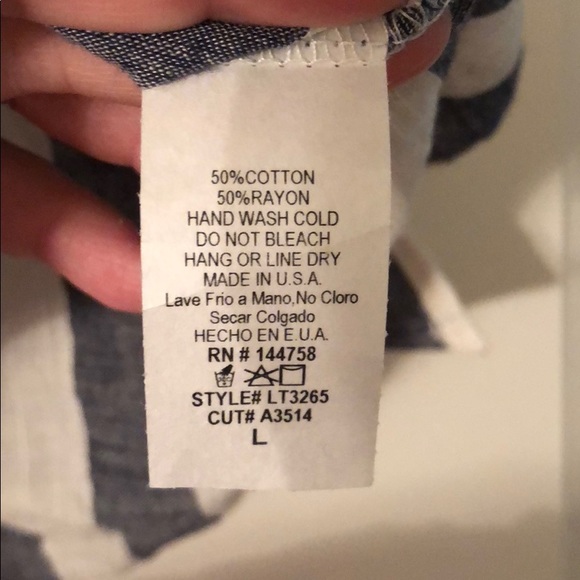 50%COTTON
50%RAYON
HAND WASH COLD
DO NOT BLEACH
HANG OR LINE DRY
MADE IN U.S.A.
Lave Frio a Mano,No Cloro
Secar Colgado
HECHO EN E.U.A.
RN # 144758
STYLE# LT3265
CUT# A3514
L